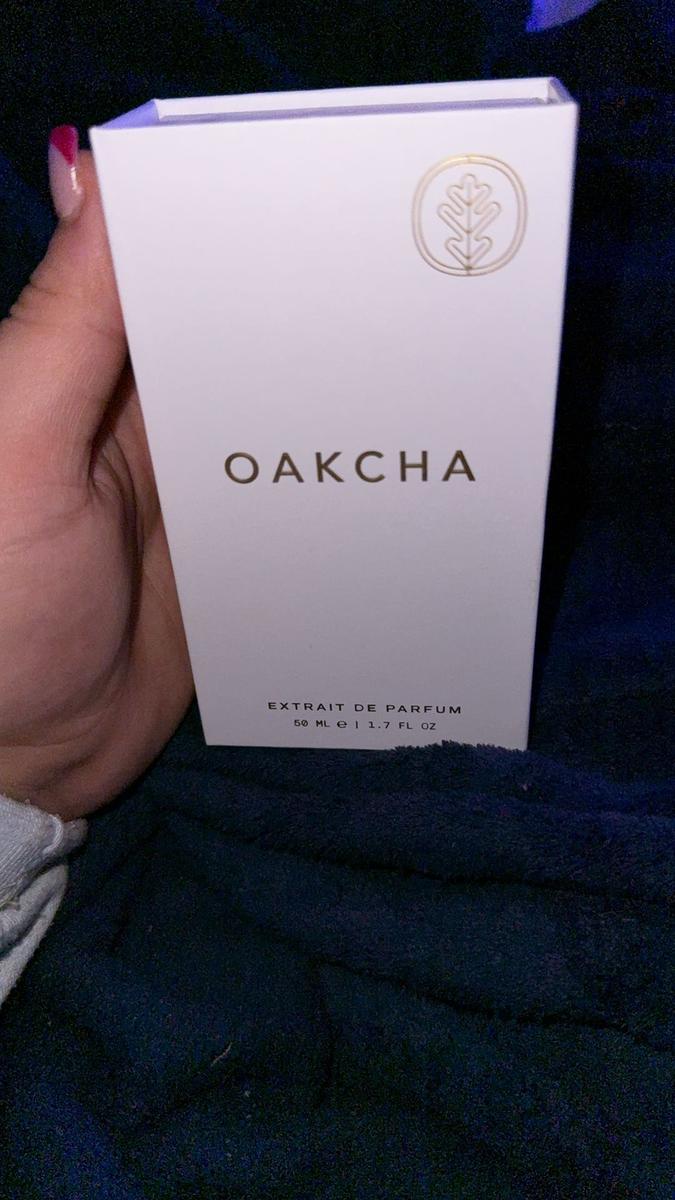 OAKCHA
EXTRAIT DE PARFUM
50 ML ℮ | 1.7 FL OZ